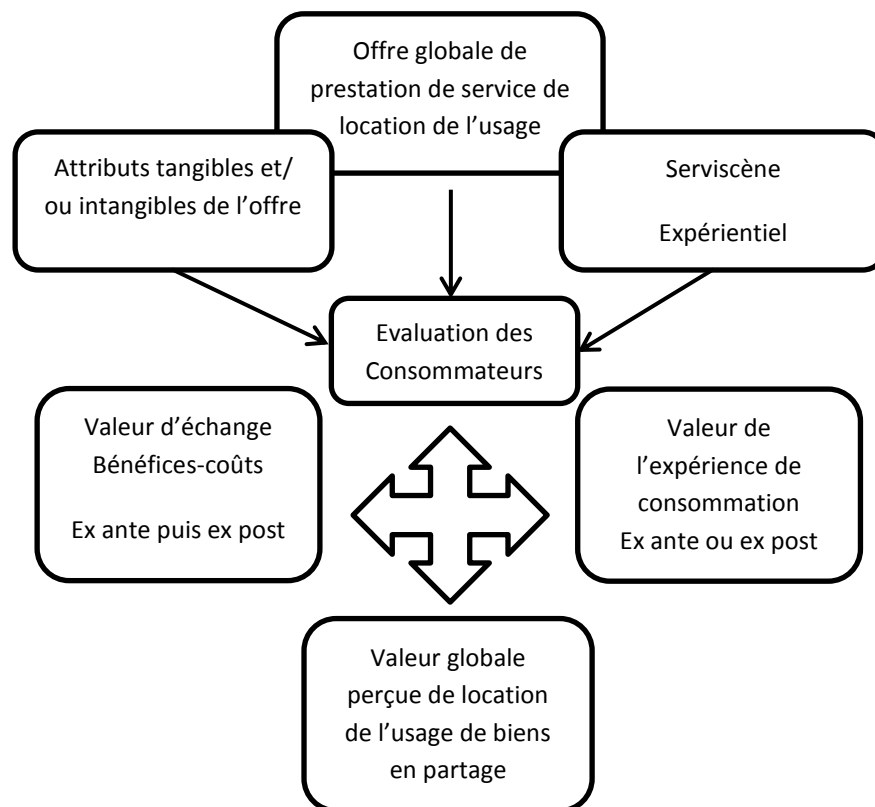 Offre globale de
prestation de service de
location de l’usage
Attributs tangibles et/
ou intangibles de l’offre
Serviscène
Expérientiel
Evaluation des
Consommateurs
Valeur d’échange
Bénéfices-coûts
Ex ante puis ex post
Valeur de
l’expérience de
consommation
Ex ante ou ex post
Valeur globale
perçue de location
de l’usage de biens
en partage